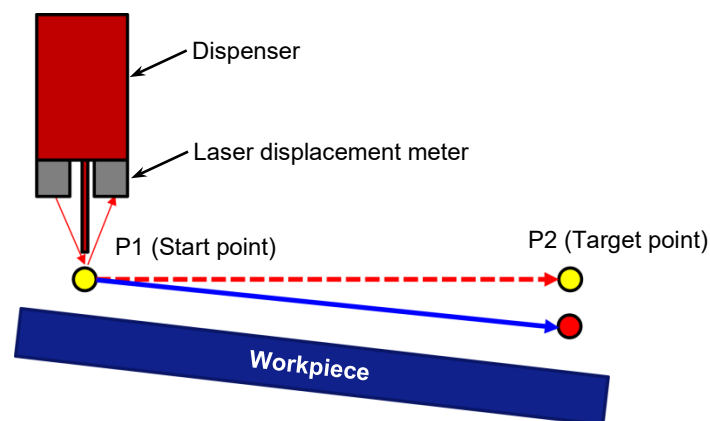 Dispenser
Laser displacement meter
P1 (Start point)
P2 (Target point)
Workpiece